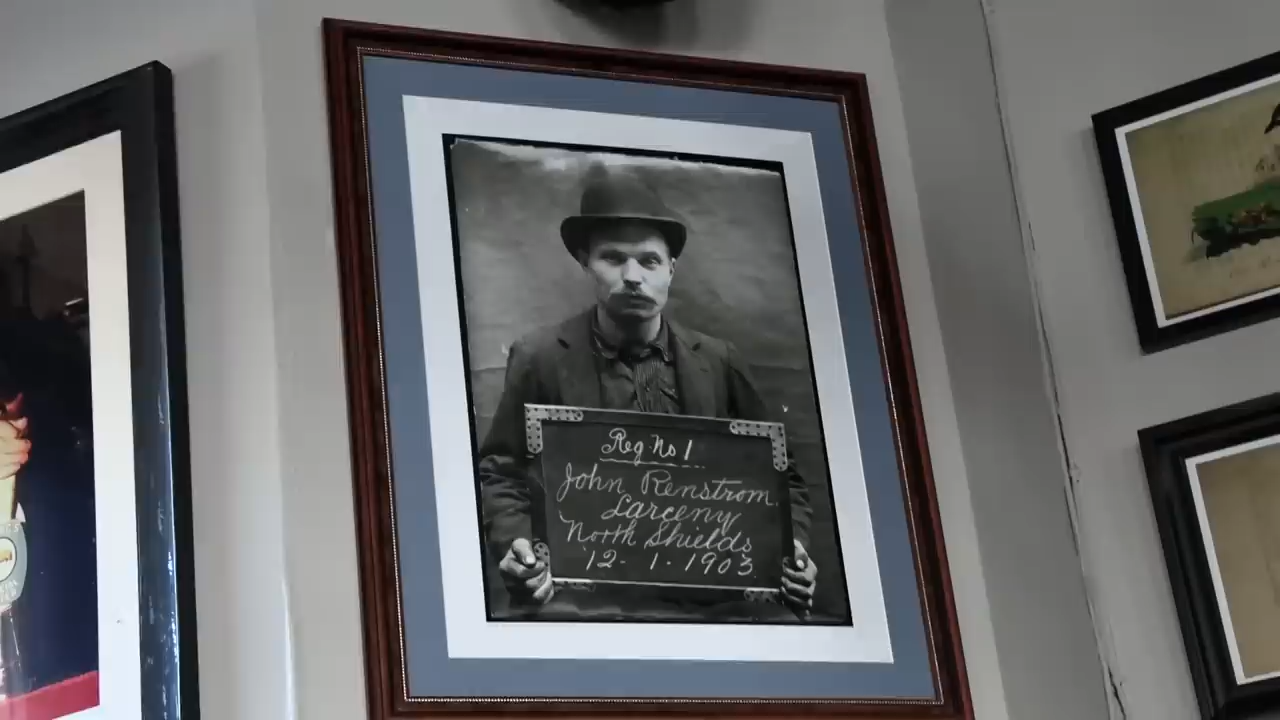 Reg No 1
John Renstrom.
Larceny
North Shields
12-1-1903.